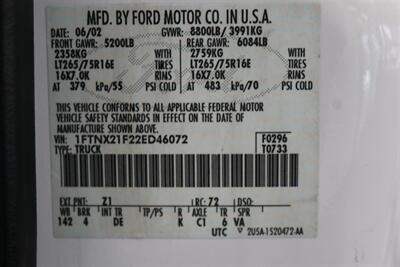 MFD. BY FORD MOTOR CO. IN U.S.A.
DATE: 06/02 GVWR: 8800LB/ 3991KG
FRONT GAWR: 5200LB REAR GAWR: 6084LB
2358KG WITH 2759KG WITH
LT265/75R16E TIRES LT265/75R16E TIRES
16X7.0K RIMS 16X7.0K RIMS
AT 379 kPa/55 PSI COLD AT 483 kPa/70 PSI COLD
THIS VEHICLE CONFORMS TO ALL APPLICABLE FEDERAL MOTOR
VEHICLE SAFETY STANDARDS IN EFFECT ON DATE OF MANUFACTURE SHOWN ABOVE.
VIN: 1FTNX21F22ED46072 F0296
TYPE: TRUCK T0733
EXT PNT: Z1 RC: 72 DSO:
WB BRK INT TR TP/PS R AXLE TR SPR
142 4 DE K C1 6 VA
UTC 2U5A-1520472-AA